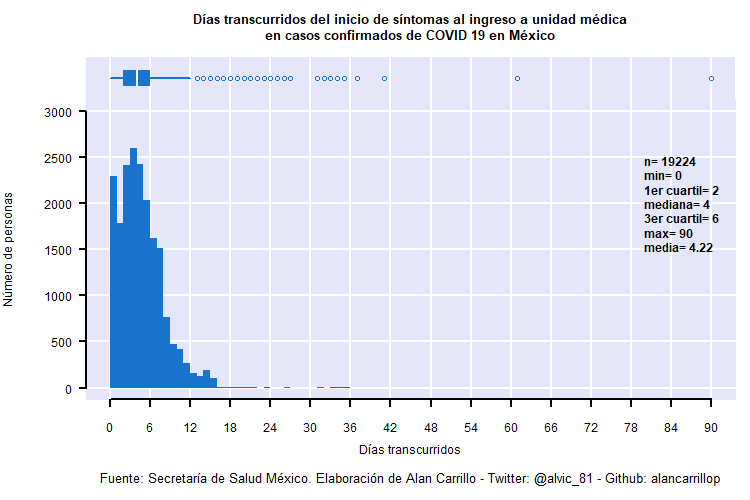 Días transcurridos del inicio de síntomas al ingreso a unidad médica
en casos confirmados de COVID 19 en México
3000
2500
2000
1500
1000
500
0
Número de personas
n= 19224
min= 0
1er cuartil= 2
mediana= 4
3er cuartil= 6
max= 90
media= 4.22
0 6 12 18 24 30 36 42 48 54 60 66 72 78 84 90
Días transcurridos
Fuente: Secretaría de Salud México. Elaboración de Alan Carrillo - Twitter: @alvic_81 - Github: alancarrillop